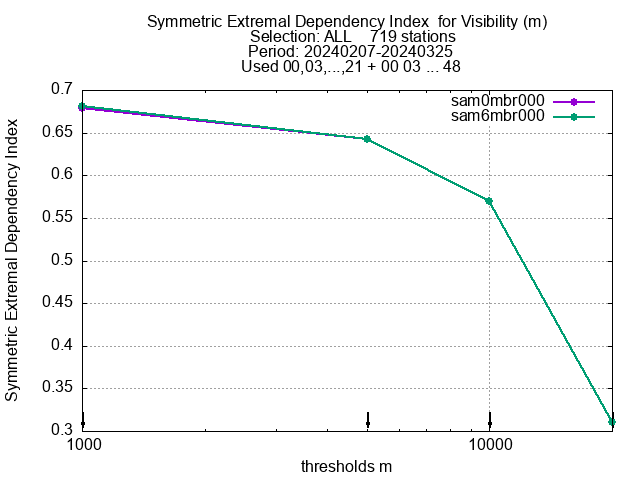 Symmetric Extremal Dependency Index  for Visibility (m)
Selection: ALL    719 stations
Period: 20240207-20240325
Used 00,03,...,21 + 00 03 ... 48
sam0mbr000
sam6mbr000
Symmetric Extremal Dependency Index
0.7
0.65
0.6
0.55
0.5
0.45
0.4
0.35
0.3
1000
10000
thresholds m